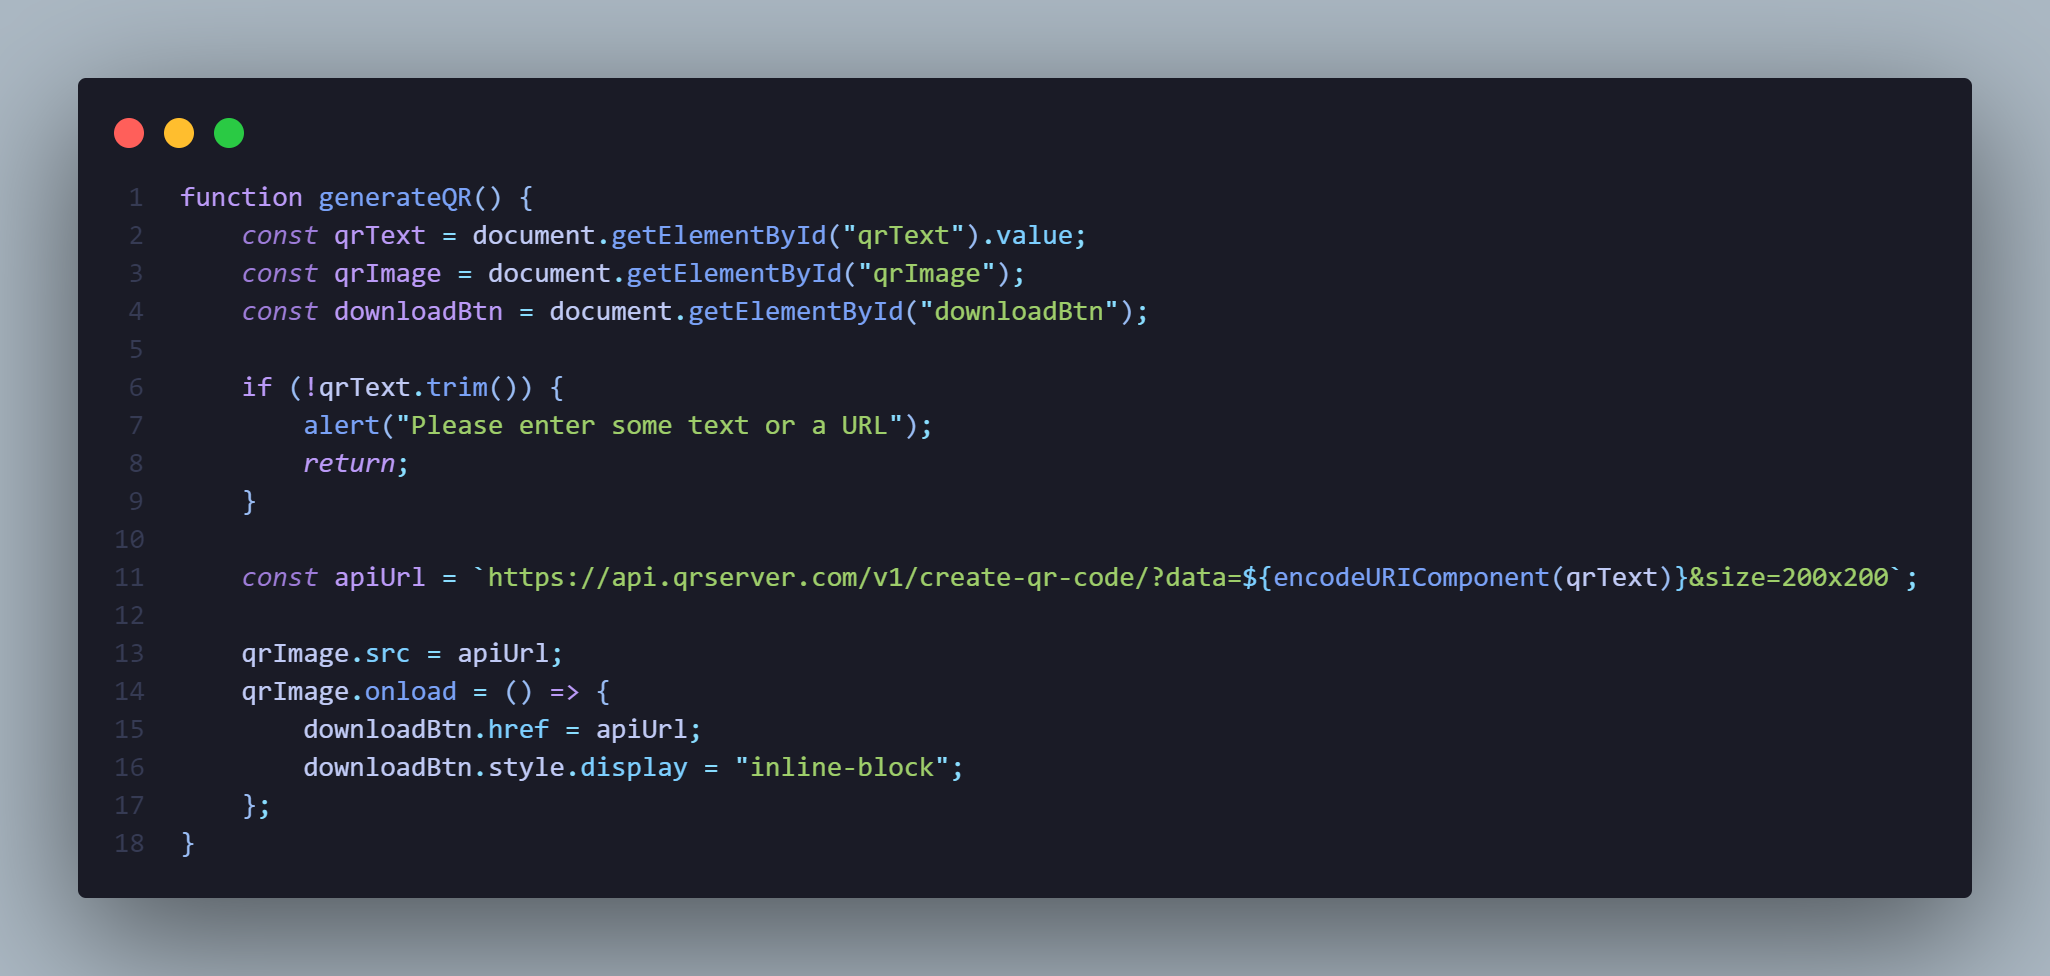 1 function generateQR() {
2     const qrText = document.getElementById("qrText").value;
3     const qrImage = document.getElementById("qrImage");
4     const downloadBtn = document.getElementById("downloadBtn");
5
6     if (!qrText.trim()) {
7         alert("Please enter some text or a URL");
8         return;
9     }
10
11     const apiUrl = `https://api.qrserver.com/v1/create-qr-code/?data=${encodeURIComponent(qrText)}&size=200x200`;
12
13     qrImage.src = apiUrl;
14     qrImage.onload = () => {
15         downloadBtn.href = apiUrl;
16         downloadBtn.style.display = "inline-block";
17     };
18 }